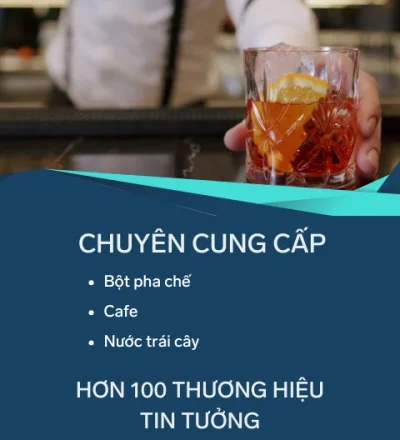 CHUYÊN CUNG CẤP
• Bột pha chế
• Cafe
• Nước trái cây
HƠN 100 THƯƠNG HIỆU
TIN TƯỞNG